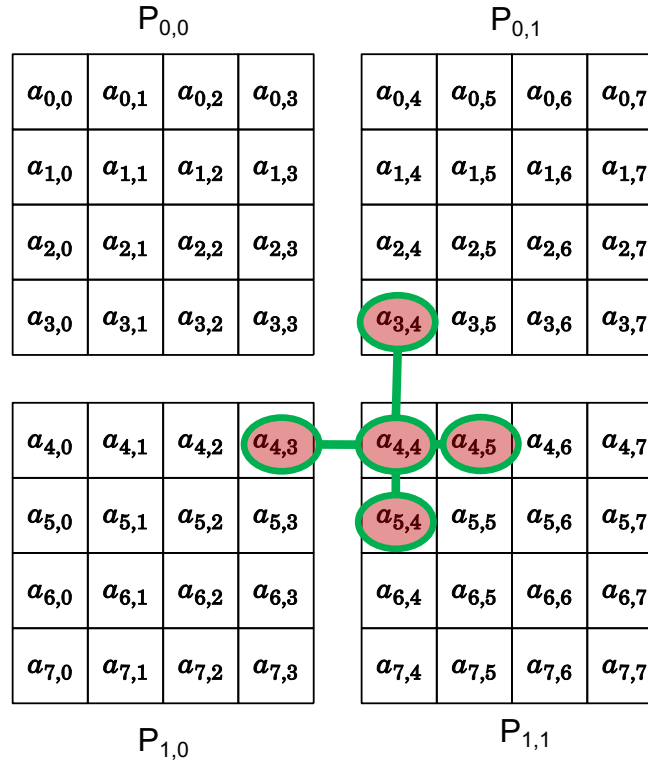 P0,0 P0,1
a0,0 a0,1 a0,2 a0,3 a0,4 a0,5 a0,6 a0,7
a1,0 a1,1 a1,2 a1,3 a1,4 a1,5 a1,6 a1,7
a2,0 a2,1 a2,2 a2,3 a2,4 a2,5 a2,6 a2,7
a3,0 a3,1 a3,2 a3,3 a3,4 a3,5 a3,6 a3,7
a4,0 a4,1 a4,2 a4,3 a4,4 a4,5 a4,6 a4,7
a5,0 a5,1 a5,2 a5,3 a5,4 a5,5 a5,6 a5,7
a6,0 a6,1 a6,2 a6,3 a6,4 a6,5 a6,6 a6,7
a7,0 a7,1 a7,2 a7,3 a7,4 a7,5 a7,6 a7,7
P1,0 P1,1